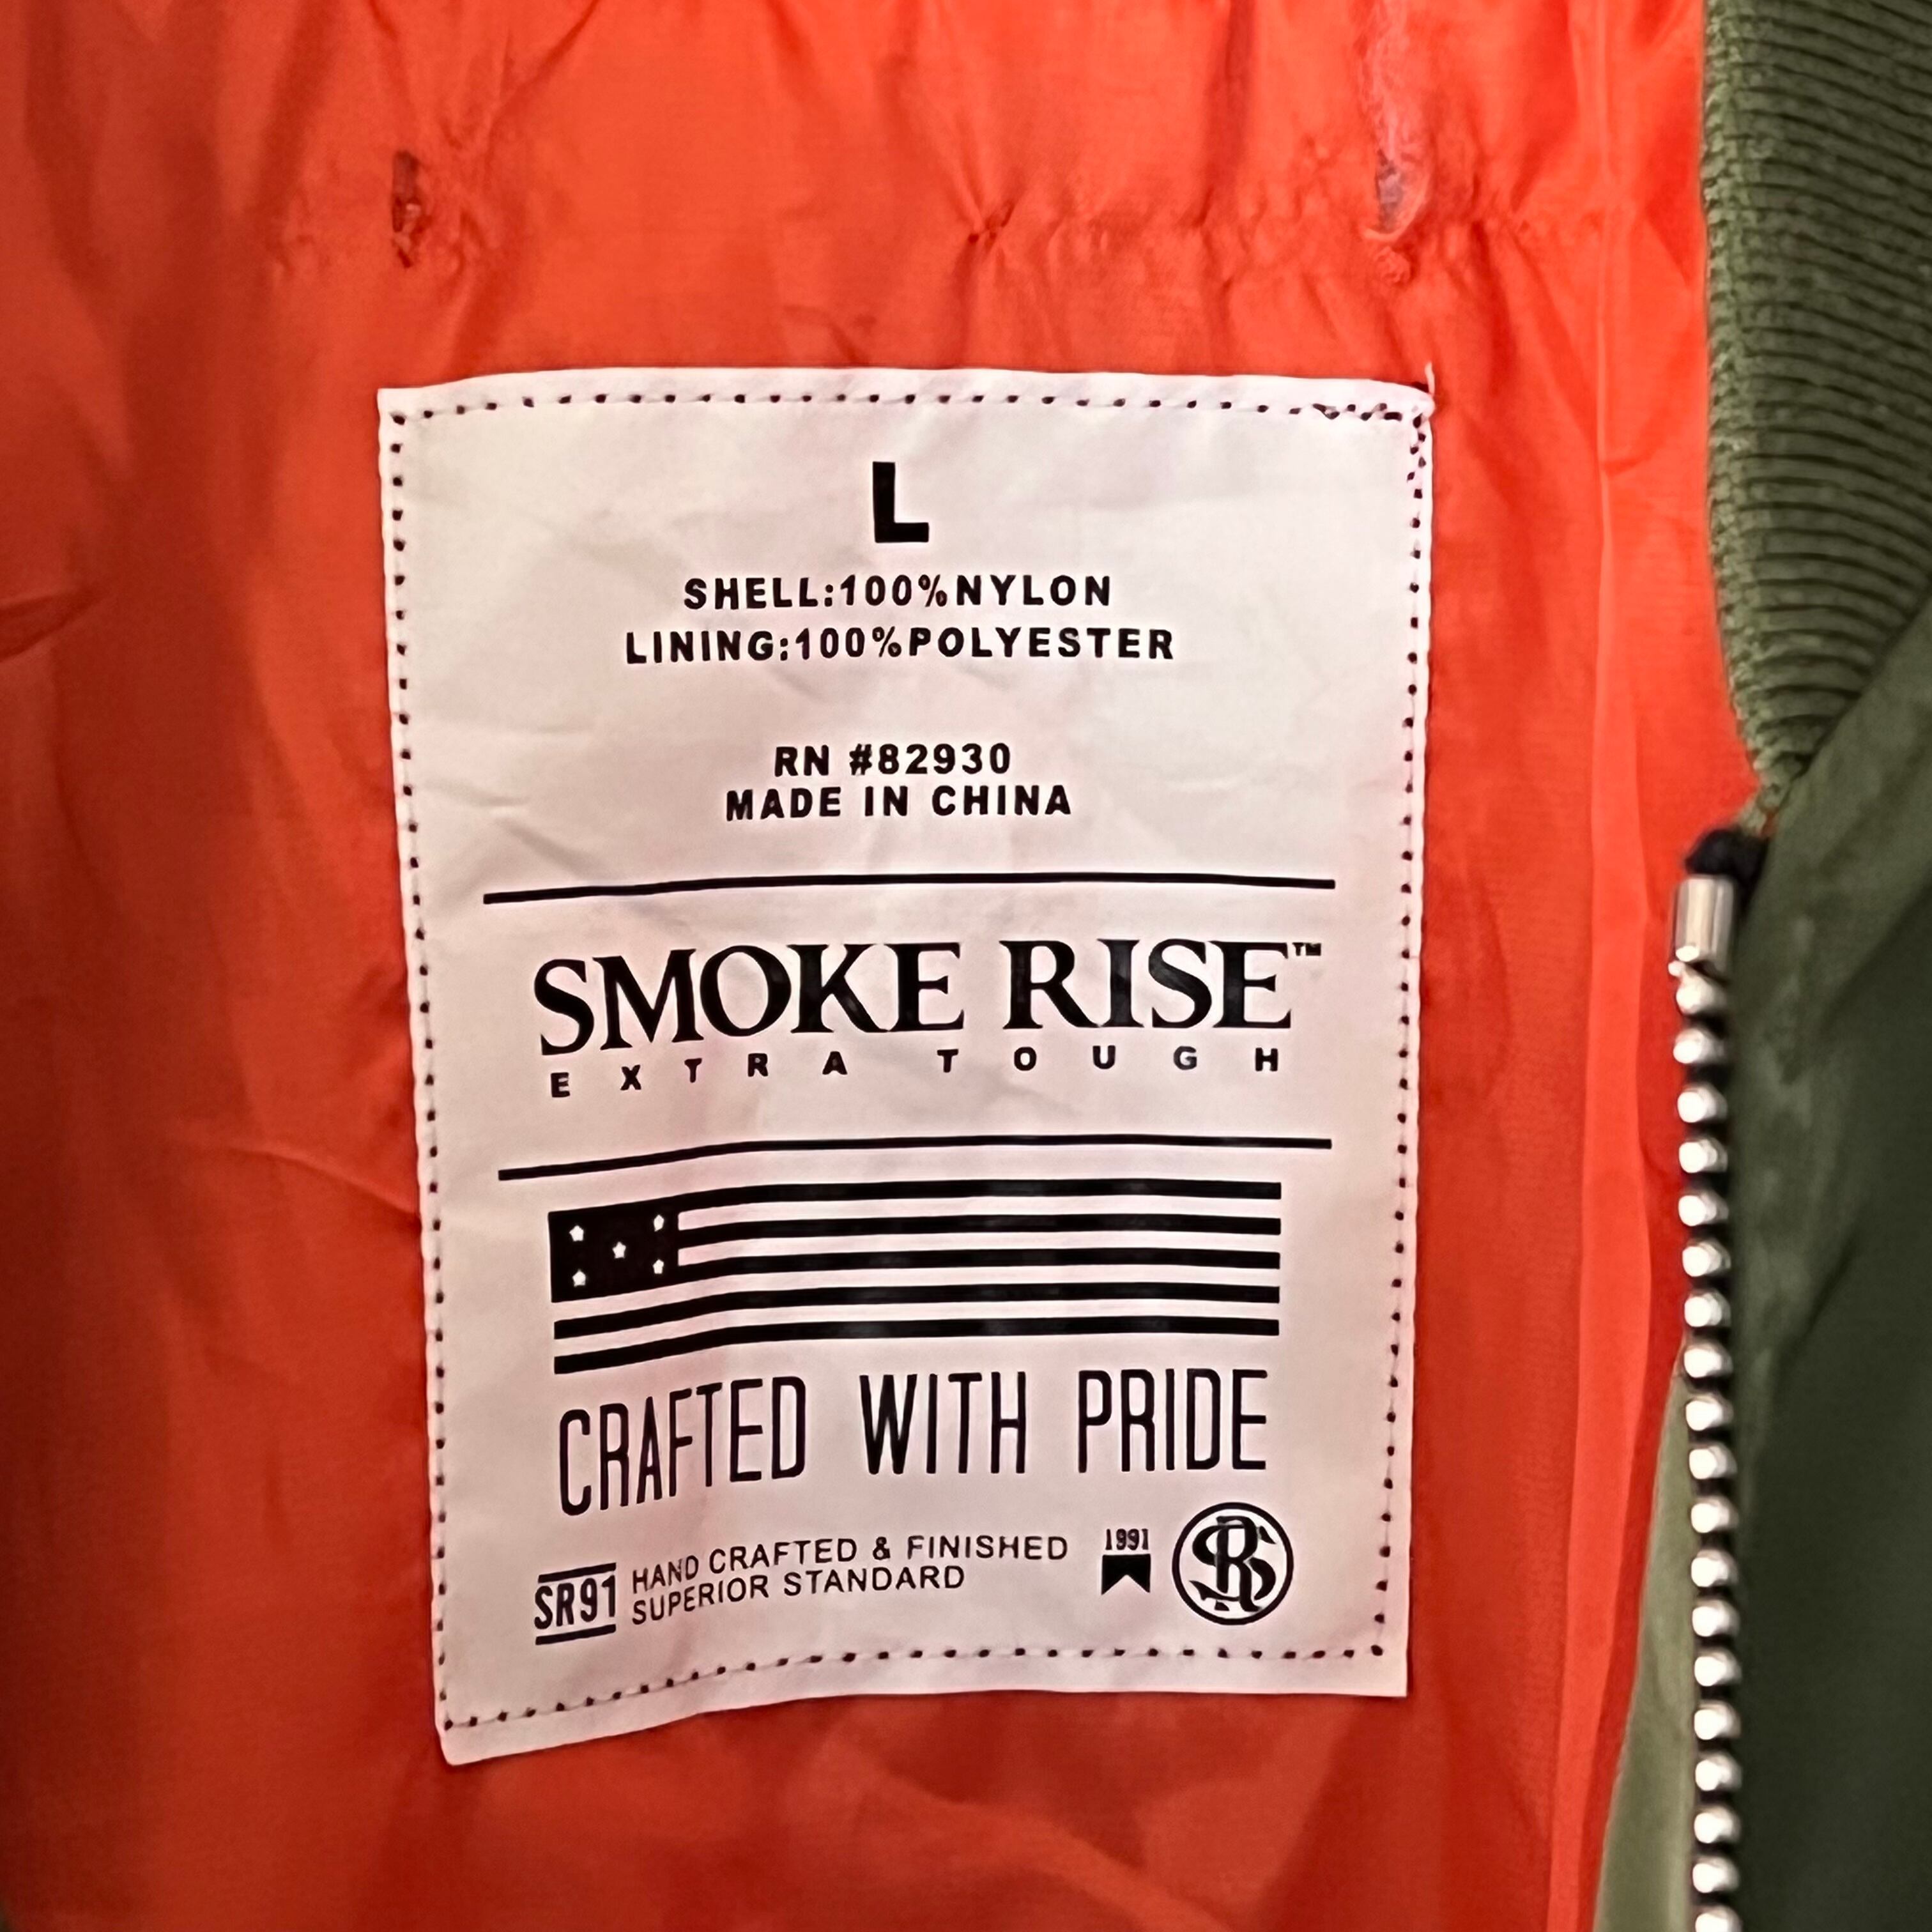 L
SHELL:100%NYLON
LINING:100%POLYESTER
RN #82930
MADE IN CHINA
SMOKE RISE™
EXTRA TOUGH
CRAFTED WITH PRIDE
SR91
HAND CRAFTED & FINISHED
SUPERIOR STANDARD
1991
SR